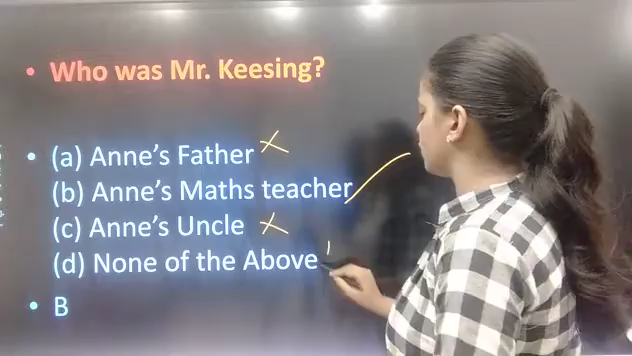 • Who was Mr. Keesing?
• (a) Anne's Father
(b) Anne's Maths teacher
(c) Anne's Uncle
(d) None of the Above
• B